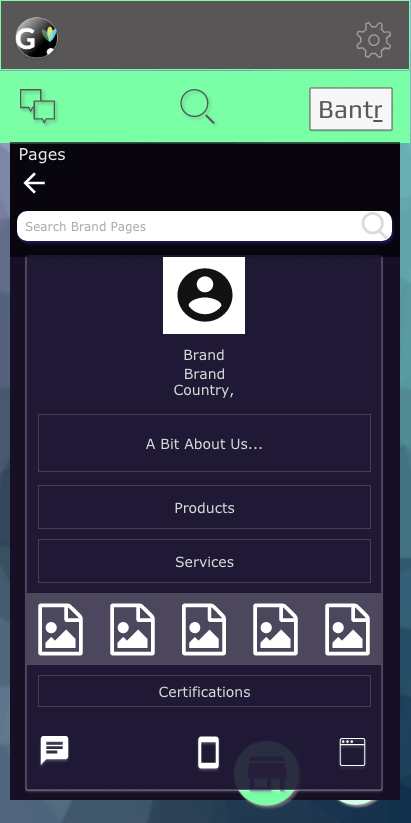 G
Bantr
Pages
Search Brand Pages
Brand
Brand
Country,
A Bit About Us...
Products
Services
Certifications